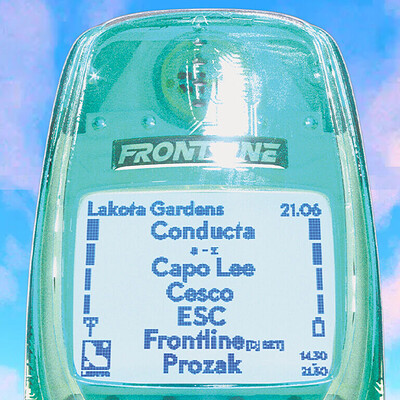 FRONTLINE
Lakota Gardens 21.06
Conducta
a - z
Capo Lee
Cesco
ESC
Frontline [DJ SET]
Prozak
14.30
-
21.30